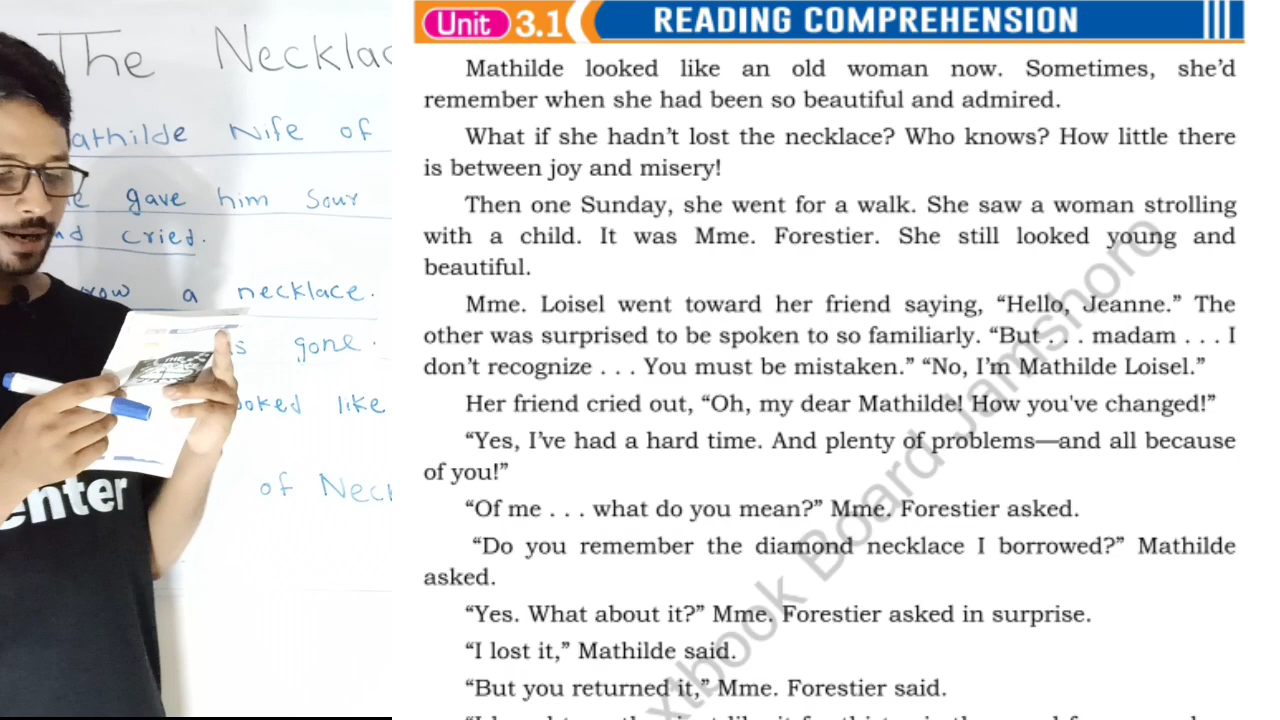 The Necklac
athilde Nife of
e gave him Sour
nd cried.
row a necklace.
s gone.
ooked like
of Neck
enter
Unit 3.1 READING COMPREHENSION
Mathilde looked like an old woman now. Sometimes, she’d
remember when she had been so beautiful and admired.
What if she hadn’t lost the necklace? Who knows? How little there
is between joy and misery!
Then one Sunday, she went for a walk. She saw a woman strolling
with a child. It was Mme. Forestier. She still looked young and
beautiful.
Mme. Loisel went toward her friend saying, “Hello, Jeanne.” The
other was surprised to be spoken to so familiarly. “But . . . madam . . . I
don’t recognize . . . You must be mistaken.” “No, I’m Mathilde Loisel.”
Her friend cried out, “Oh, my dear Mathilde! How you've changed!”
“Yes, I’ve had a hard time. And plenty of problems—and all because
of you!”
“Of me . . . what do you mean?” Mme. Forestier asked.
“Do you remember the diamond necklace I borrowed?” Mathilde
asked.
“Yes. What about it?” Mme. Forestier asked in surprise.
“I lost it,” Mathilde said.
“But you returned it,” Mme. Forestier said.
xtbook Board Jamshoro